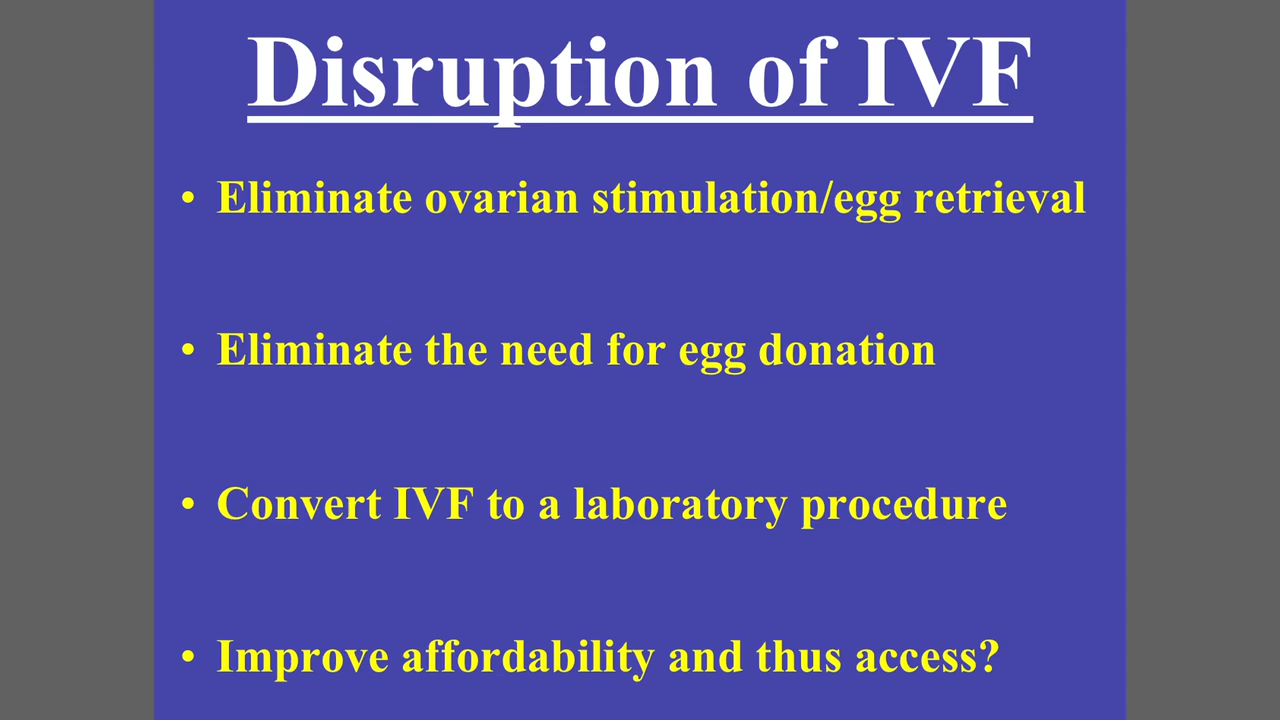 Disruption of IVF
• Eliminate ovarian stimulation/egg retrieval
• Eliminate the need for egg donation
• Convert IVF to a laboratory procedure
• Improve affordability and thus access?